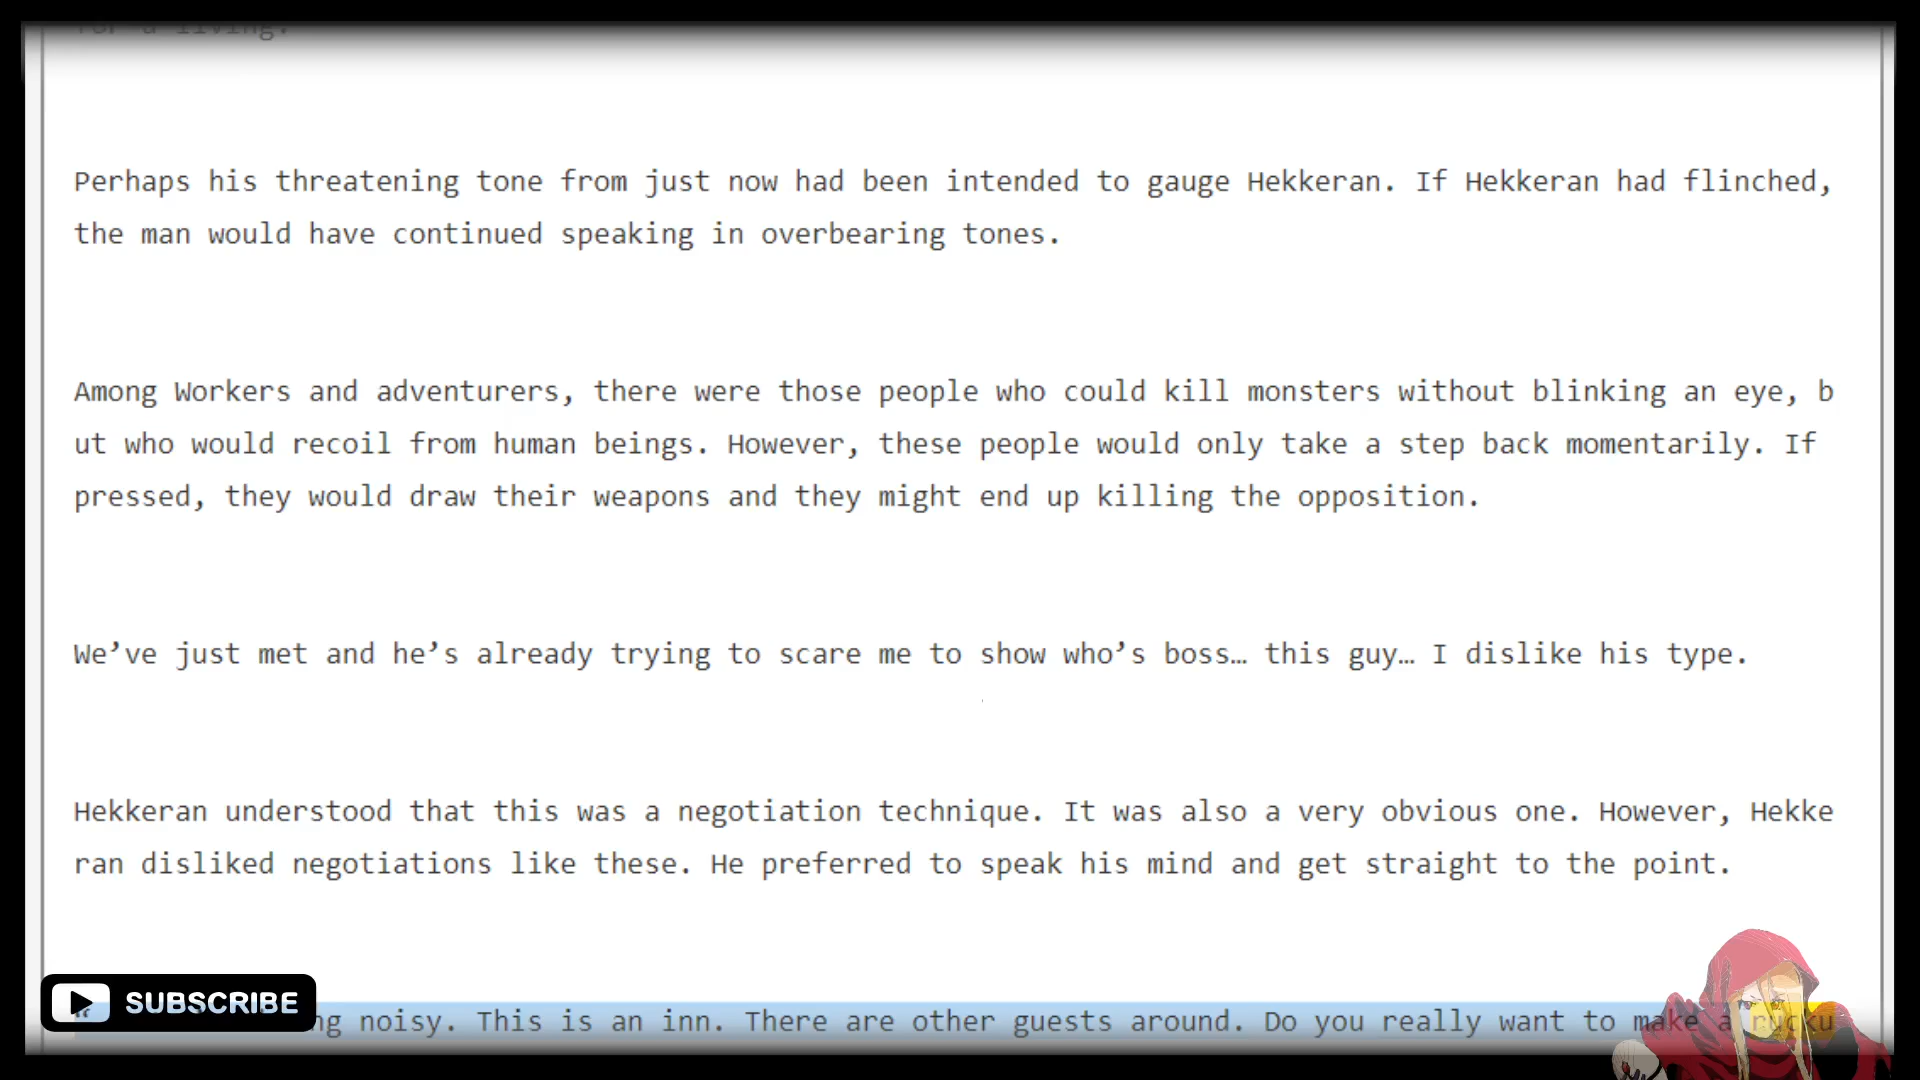 for a living.
Perhaps his threatening tone from just now had been intended to gauge Hekkeran. If Hekkeran had flinched,
the man would have continued speaking in overbearing tones.
Among Workers and adventurers, there were those people who could kill monsters without blinking an eye, b
ut who would recoil from human beings. However, these people would only take a step back momentarily. If
pressed, they would draw their weapons and they might end up killing the opposition.
We’ve just met and he’s already trying to scare me to show who’s boss… this guy… I dislike his type.
Hekkeran understood that this was a negotiation technique. It was also a very obvious one. However, Hekke
ran disliked negotiations like these. He preferred to speak his mind and get straight to the point.
SUBSCRIBE
ng noisy. This is an inn. There are other guests around. Do you really want to make a rucku